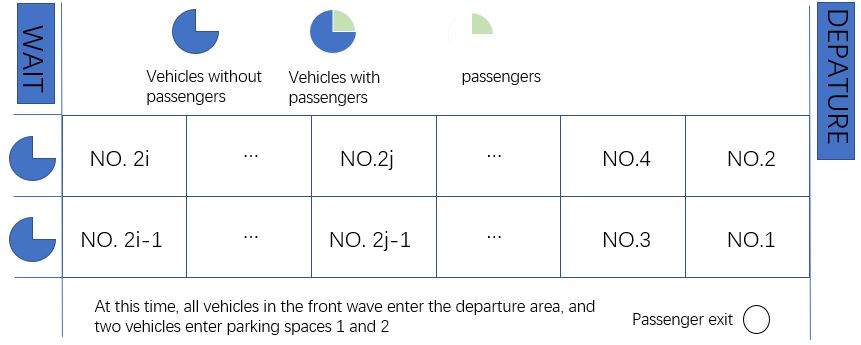 WAIT
DEPATURE
Vehicles without
passengers
Vehicles with
passengers
passengers
NO. 2i
...
NO.2j
...
NO.4
NO.2
NO. 2i-1
...
NO. 2j-1
...
NO.3
NO.1
At this time, all vehicles in the front wave enter the departure area, and
two vehicles enter parking spaces 1 and 2
Passenger exit